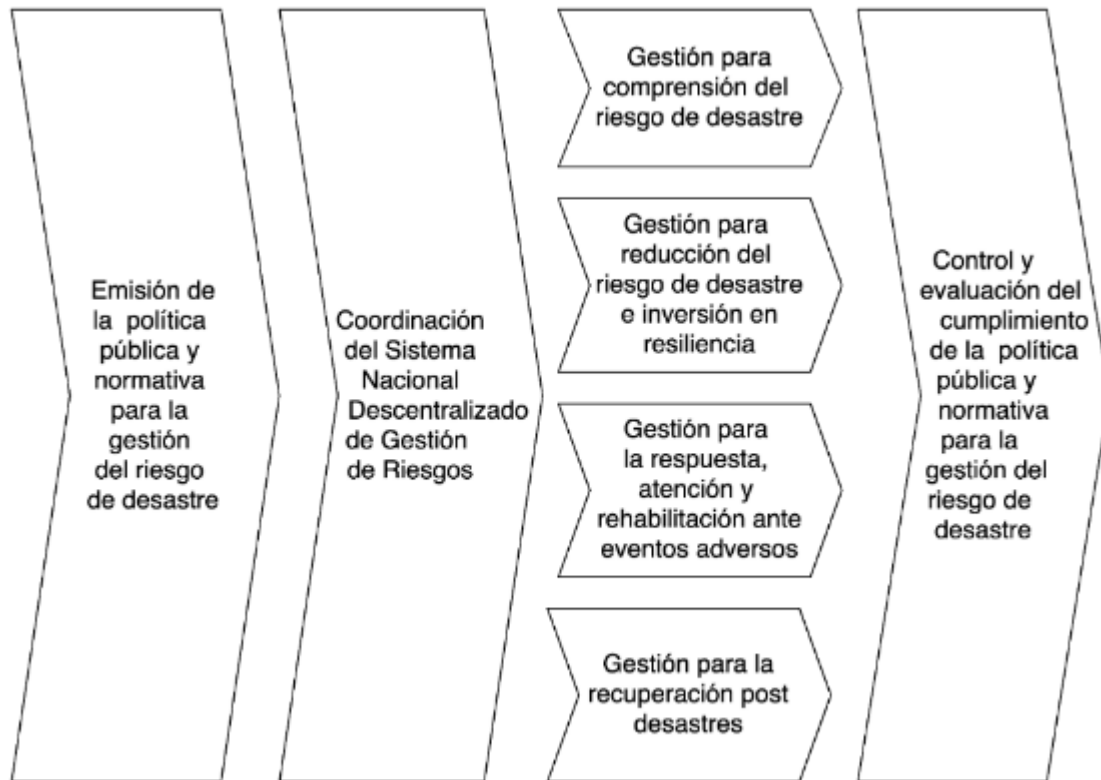 Emisión de
la política
pública y
normativa
para la
gestión
del riesgo
de desastre
Coordinación
del Sistema
Nacional
Descentralizado
de Gestión
de Riesgos
Gestión para
comprensión del
riesgo de desastre
Gestión para
reducción del
riesgo de desastre
e inversión en
resiliencia
Gestión para
la respuesta,
atención y
rehabilitación ante
eventos adversos
Gestión para la
recuperación post
desastres
Control y
evaluación del
cumplimiento
de la política
pública y
normativa
para la
gestión del
riesgo de
desastre